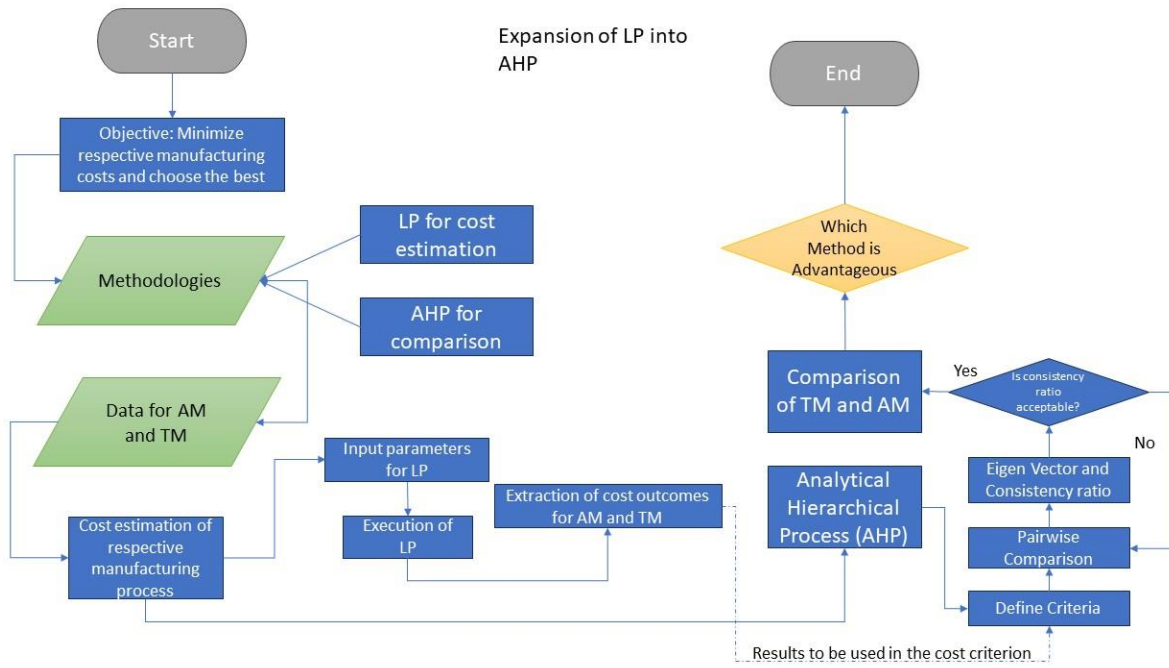 Start
Expansion of LP into
AHP
End
Objective: Minimize
respective manufacturing
costs and choose the best
Methodologies
LP for cost
estimation
AHP for
comparison
Which
Method is
Advantageous
Data for AM
and TM
Comparison
of TM and AM
Yes
Is consistency
ratio
acceptable?
No
Input parameters
for LP
Execution of
LP
Extraction of cost outcomes
for AM and TM
Analytical
Hierarchical
Process (AHP)
Eigen Vector and
Consistency ratio
Pairwise
Comparison
Define Criteria
Cost estimation of
respective
manufacturing
process
Results to be used in the cost criterion